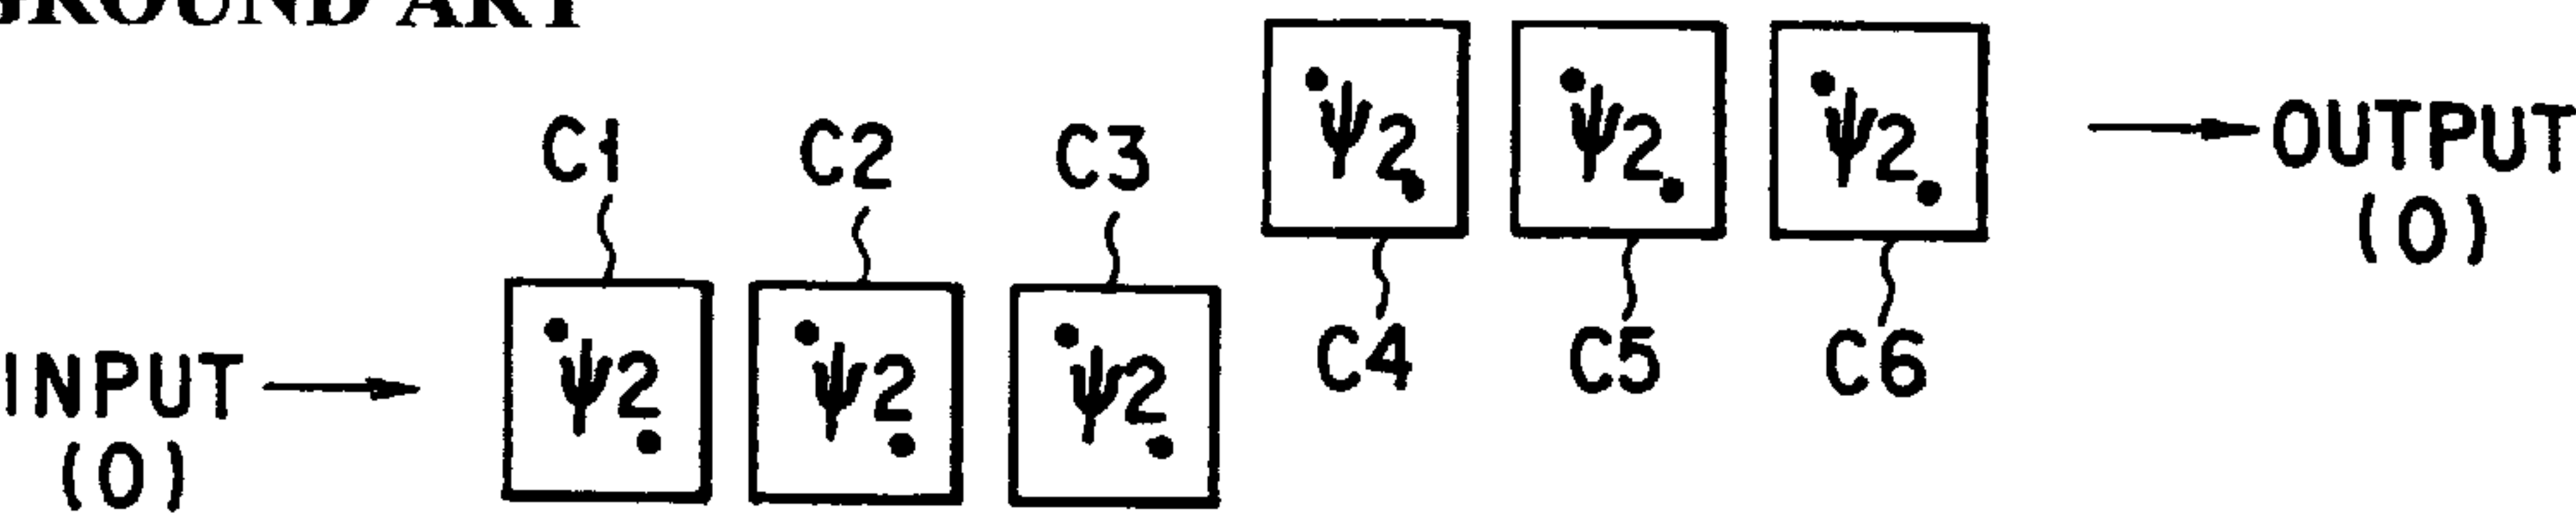 GROUND ART
C1 C2 C3
ψ2 ψ2 ψ2
OUTPUT
(0)
INPUT
(0)
ψ2 ψ2 ψ2
C4 C5 C6